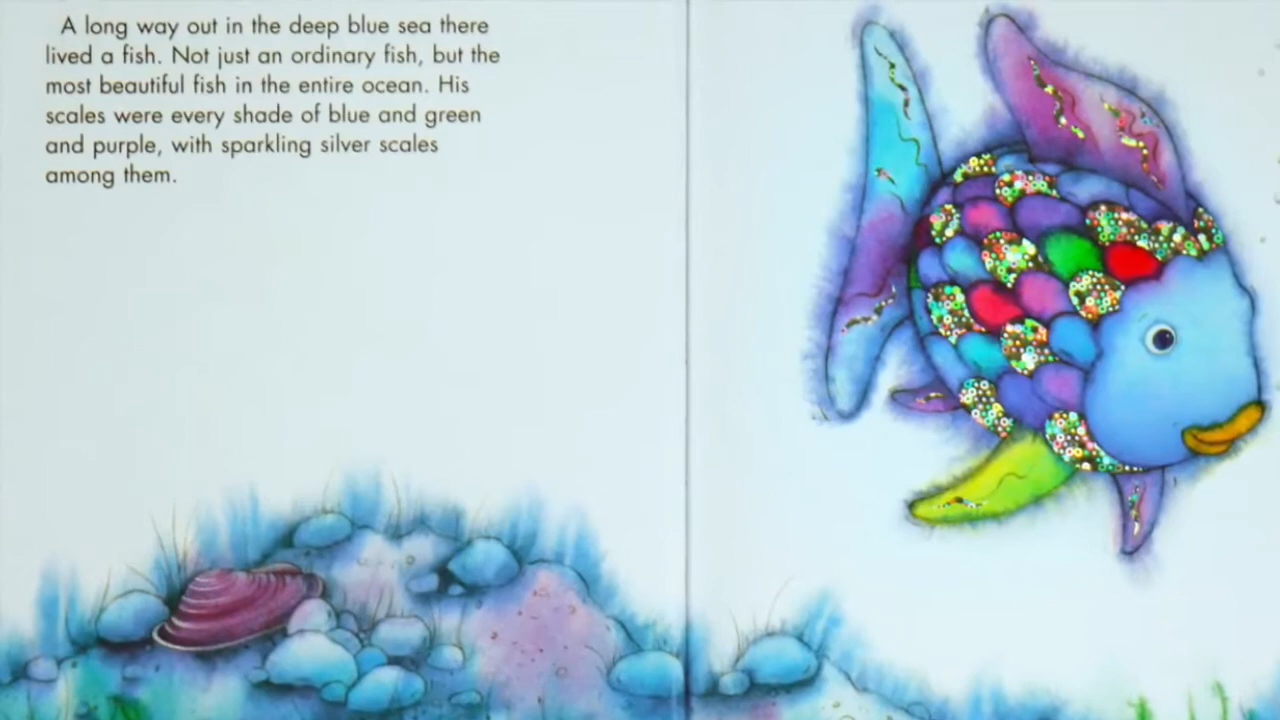 A long way out in the deep blue sea there
lived a fish. Not just an ordinary fish, but the
most beautiful fish in the entire ocean. His
scales were every shade of blue and green
and purple, with sparkling silver scales
among them.